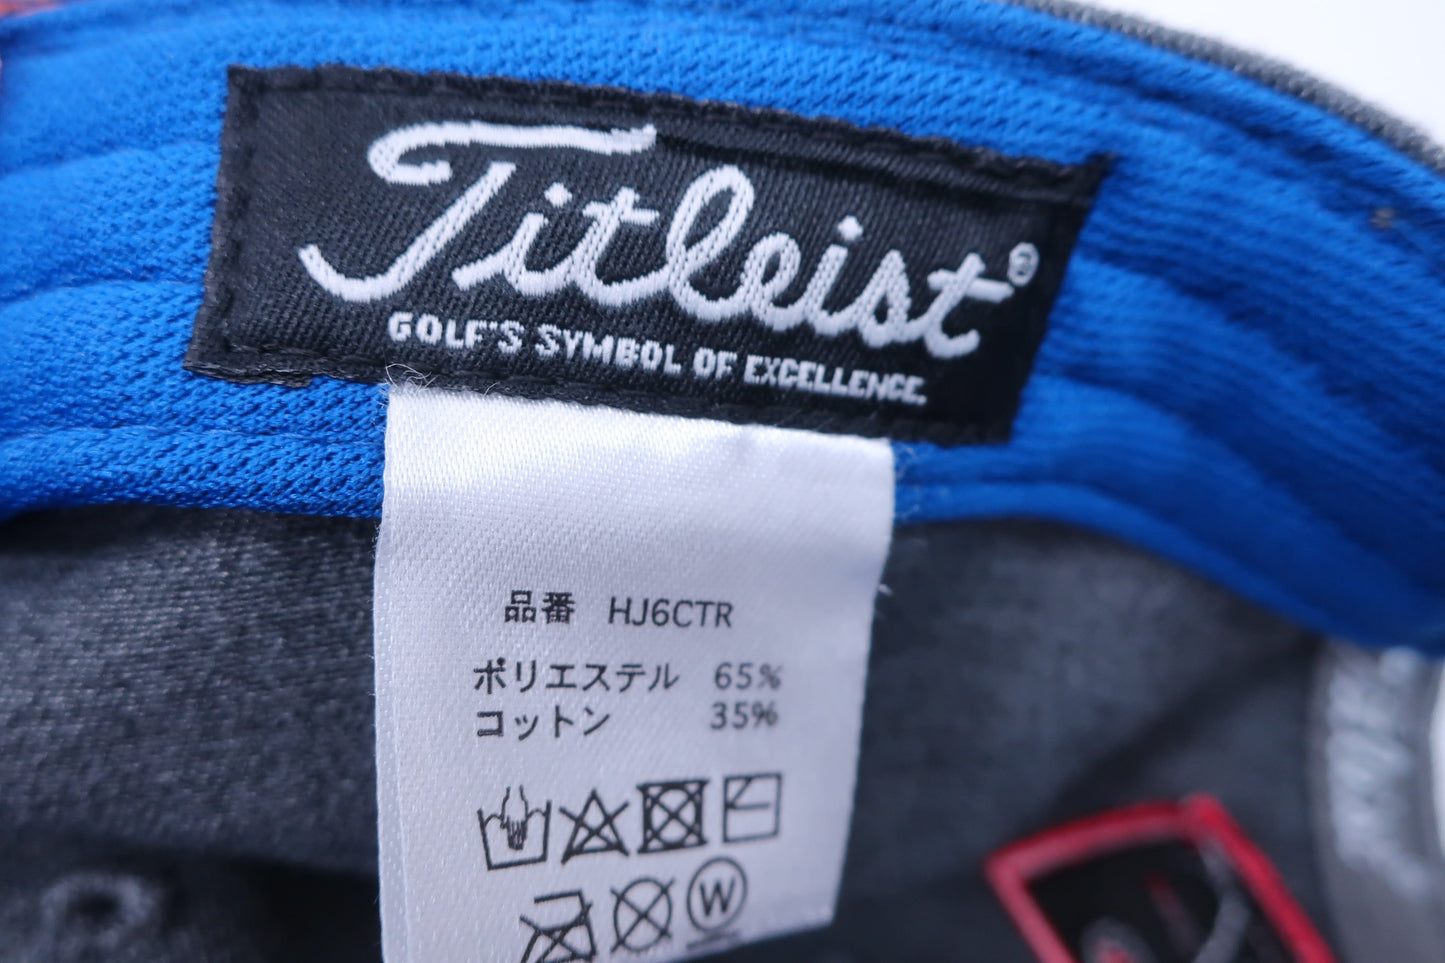 Titleist®
GOLF'S SYMBOL OF EXCELLENCE.
品番 HJ6CTR
ポリエステル 65%
コットン 35%
W